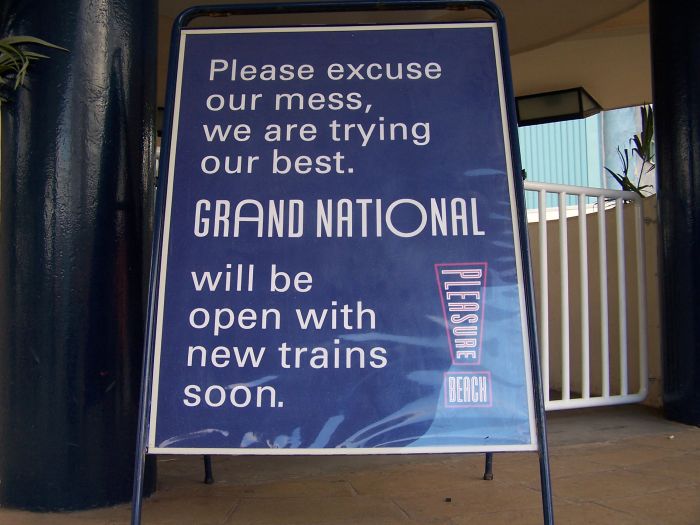 Please excuse
our mess,
we are trying
our best.
GRAND NATIONAL
will be
open with
new trains
soon.
PLEASURE
BEACH